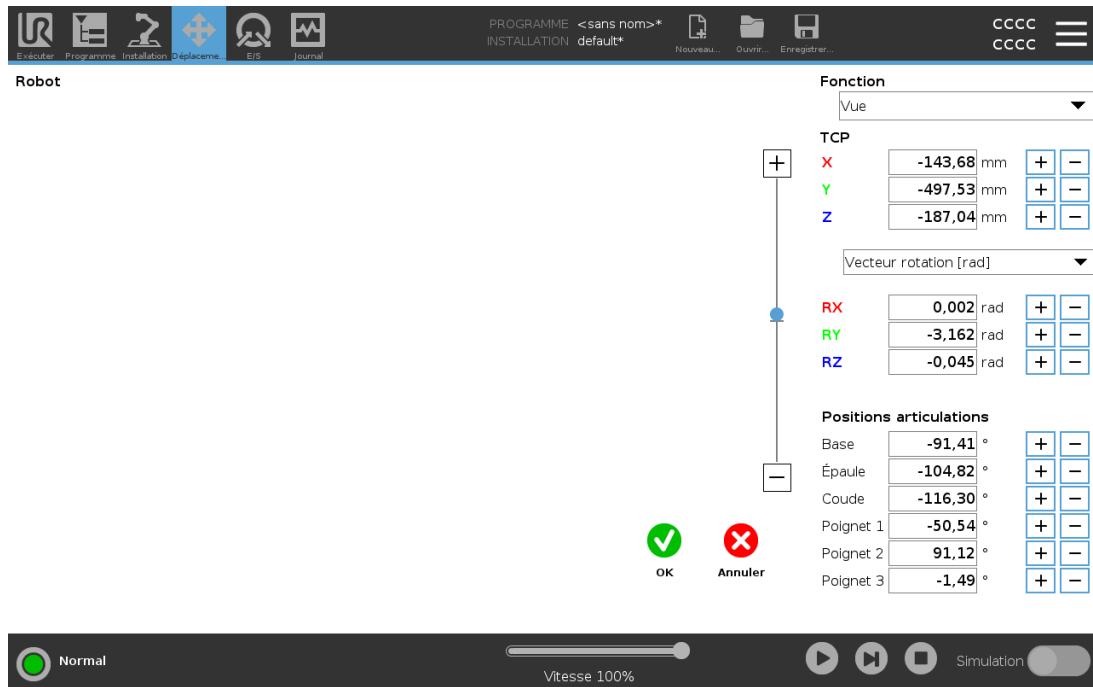 PROGRAMME <sans nom>*
INSTALLATION default*
CCCC
CCCC
Exécuter Programme Installation Déplaceme... E/S Journal Nouveau... Ouvrir... Enregistrer...
Robot
Fonction
Vue
TCP
X -143,68 mm + −
Y -497,53 mm + −
Z -187,04 mm + −
Vecteur rotation [rad]
RX 0,002 rad + −
RY -3,162 rad + −
RZ -0,045 rad + −
Positions articulations
Base -91,41 ° + −
Épaule -104,82 ° + −
Coude -116,30 ° + −
Poignet 1 -50,54 ° + −
Poignet 2 91,12 ° + −
Poignet 3 -1,49 ° + −
OK Annuler
Normal
Vitesse 100%
Simulation